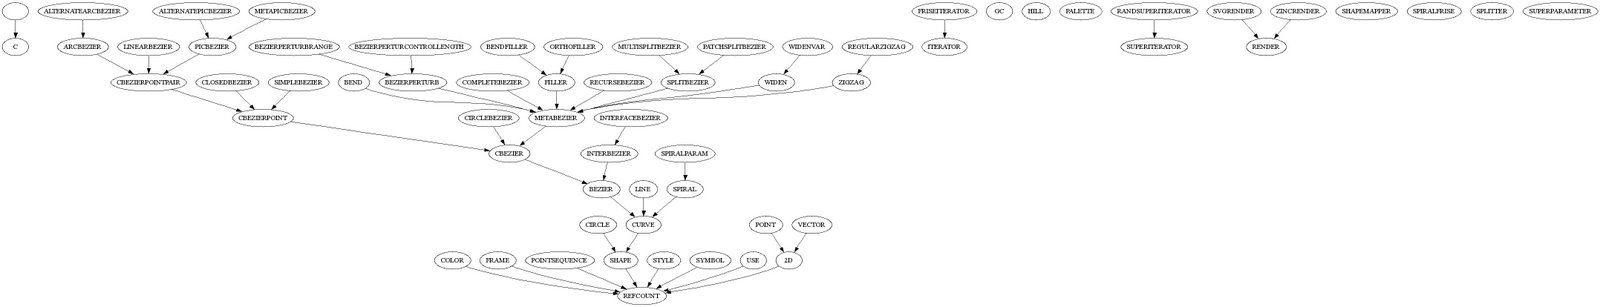 ALTERNATEARCBEZIER
ALTERNATEPICBEZIER
METAPICBEZIER
FRISEITERATOR
GC
HILL
PALETTE
RANDSUPERITERATOR
SVGRENDER
ZINCRENDER
SHAPEMAPPER
SPIRALFRISE
SPLITTER
SUPERPARAMETER
C
ARCBEZIER
LINEARBEZIER
PICBEZIER
BEZIERPERTURBRANGE
BEZIERPERTURCONTROLLENGTH
BENDFILLER
ORTHOFILLER
MULTISPLITBEZIER
PATCHSPLITBEZIER
WIDENVAR
REGULARZIGZAG
ITERATOR
SUPERITERATOR
RENDER
CBEZIERPOINTPAIR
CLOSEDBEZIER
SIMPLEBEZIER
BEND
BEZIERPERTURB
COMPLETEBEZIER
FILLER
RECURSEBEZIER
SPLITBEZIER
WIDEN
ZIGZAG
CBEZIERPOINT
CIRCLEBEZIER
METABEZIER
INTERFACEBEZIER
CBEZIER
INTERBEZIER
SPIRALPARAM
BEZIER
LINE
SPIRAL
CIRCLE
CURVE
POINT
VECTOR
COLOR
FRAME
POINTSEQUENCE
SHAPE
STYLE
SYMBOL
USE
2D
REFCOUNT